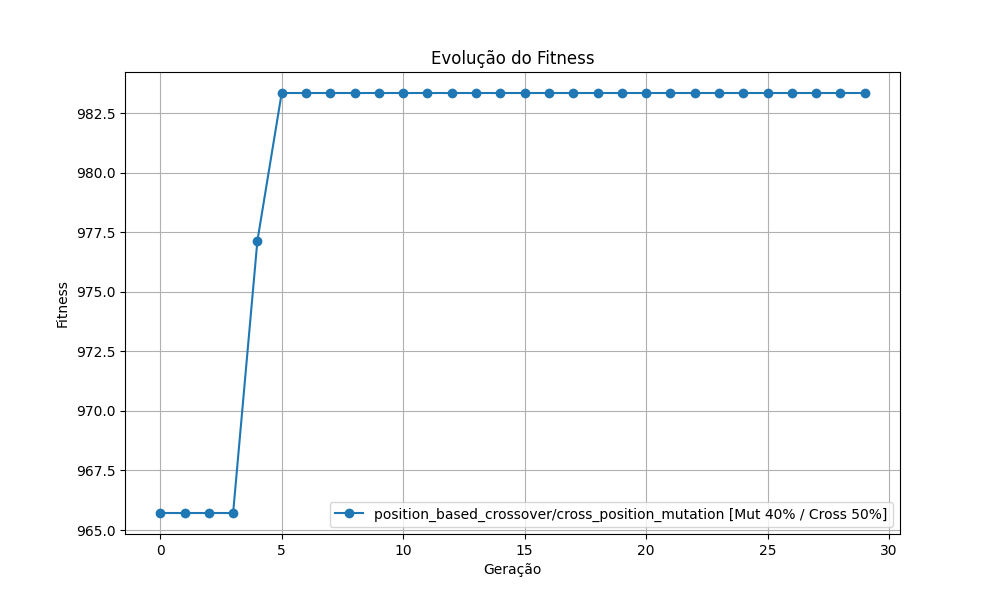 Evolução do Fitness
Fitness
982.5
980.0
977.5
975.0
972.5
970.0
967.5
965.0
position_based_crossover/cross_position_mutation [Mut 40% / Cross 50%]
0 5 10 15 20 25 30
Geração